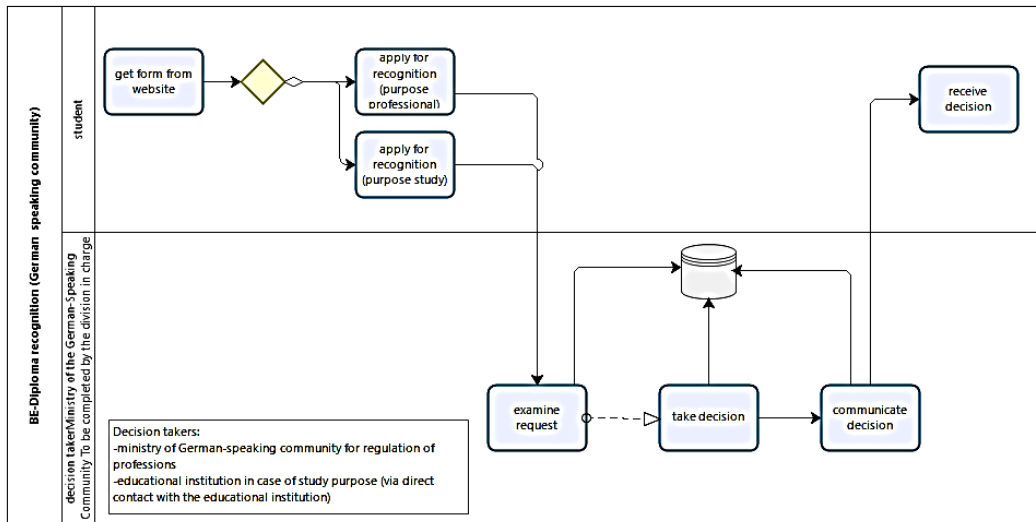 BE-Diploma recognition (German speaking community)
student
decision takerMinistry of the German-Speaking
Community To be completed by the division in charge
get form from
website
apply for
recognition
(purpose
professional)
apply for
recognition
(purpose study)
receive
decision
examine
request
take decision
communicate
decision
Decision takers:
-ministry of German-speaking community for regulation of
professions
-educational institution in case of study purpose (via direct
contact with the educational institution)